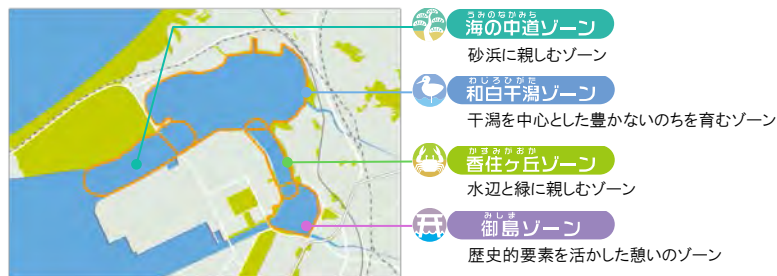 うみのなかみち
海の中道ゾーン
砂浜に親しむゾーン
わじろひがた
和白干潟ゾーン
干潟を中心とした豊かないのちを育むゾーン
かすみがおか
香住ヶ丘ゾーン
水辺と緑に親しむゾーン
みしま
御島ゾーン
歴史的要素を活かした憩いのゾーン